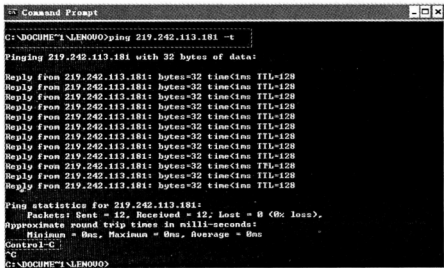 Command Prompt
C:\DOCUME~1\LENOVO>ping 219.242.113.181 -t
Pinging 219.242.113.181 with 32 bytes of data:
Reply from 219.242.113.181: bytes=32 time<1ms TTL=128
Reply from 219.242.113.181: bytes=32 time<1ms TTL=128
Reply from 219.242.113.181: bytes=32 time<1ms TTL=128
Reply from 219.242.113.181: bytes=32 time<1ms TTL=128
Reply from 219.242.113.181: bytes=32 time<1ms TTL=128
Reply from 219.242.113.181: bytes=32 time<1ms TTL=128
Reply from 219.242.113.181: bytes=32 time<1ms TTL=128
Reply from 219.242.113.181: bytes=32 time<1ms TTL=128
Reply from 219.242.113.181: bytes=32 time<1ms TTL=128
Reply from 219.242.113.181: bytes=32 time<1ms TTL=128
Reply from 219.242.113.181: bytes=32 time<1ms TTL=128
Reply from 219.242.113.181: bytes=32 time<1ms TTL=128
Ping statistics for 219.242.113.181:
Packets: Sent = 12, Received = 12, Lost = 0 (0% loss),
Approximate round trip times in milli-seconds:
Minimum = 0ms, Maximum = 0ms, Average = 0ms
Control-C
^C
C:\DOCUME~1\LENOVO>